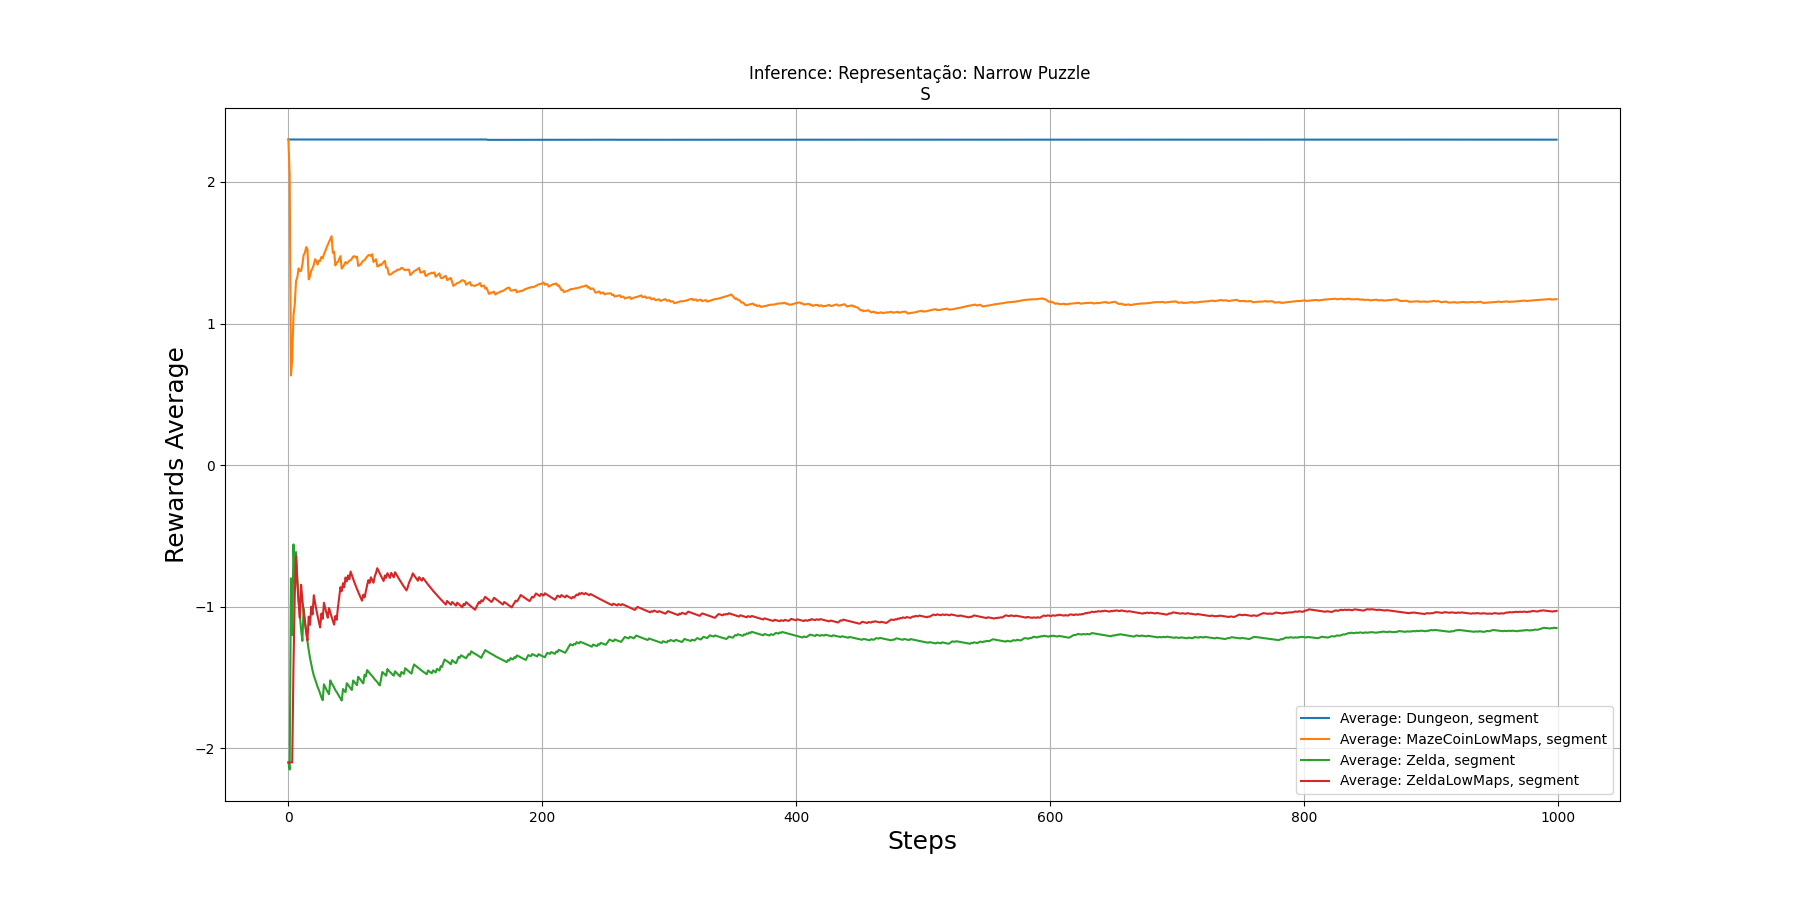 Inference: Representação: Narrow Puzzle
S
Rewards Average
2
1
0
−1
−2
0 200 400 600 800 1000
Steps
Average: Dungeon, segment
Average: MazeCoinLowMaps, segment
Average: Zelda, segment
Average: ZeldaLowMaps, segment